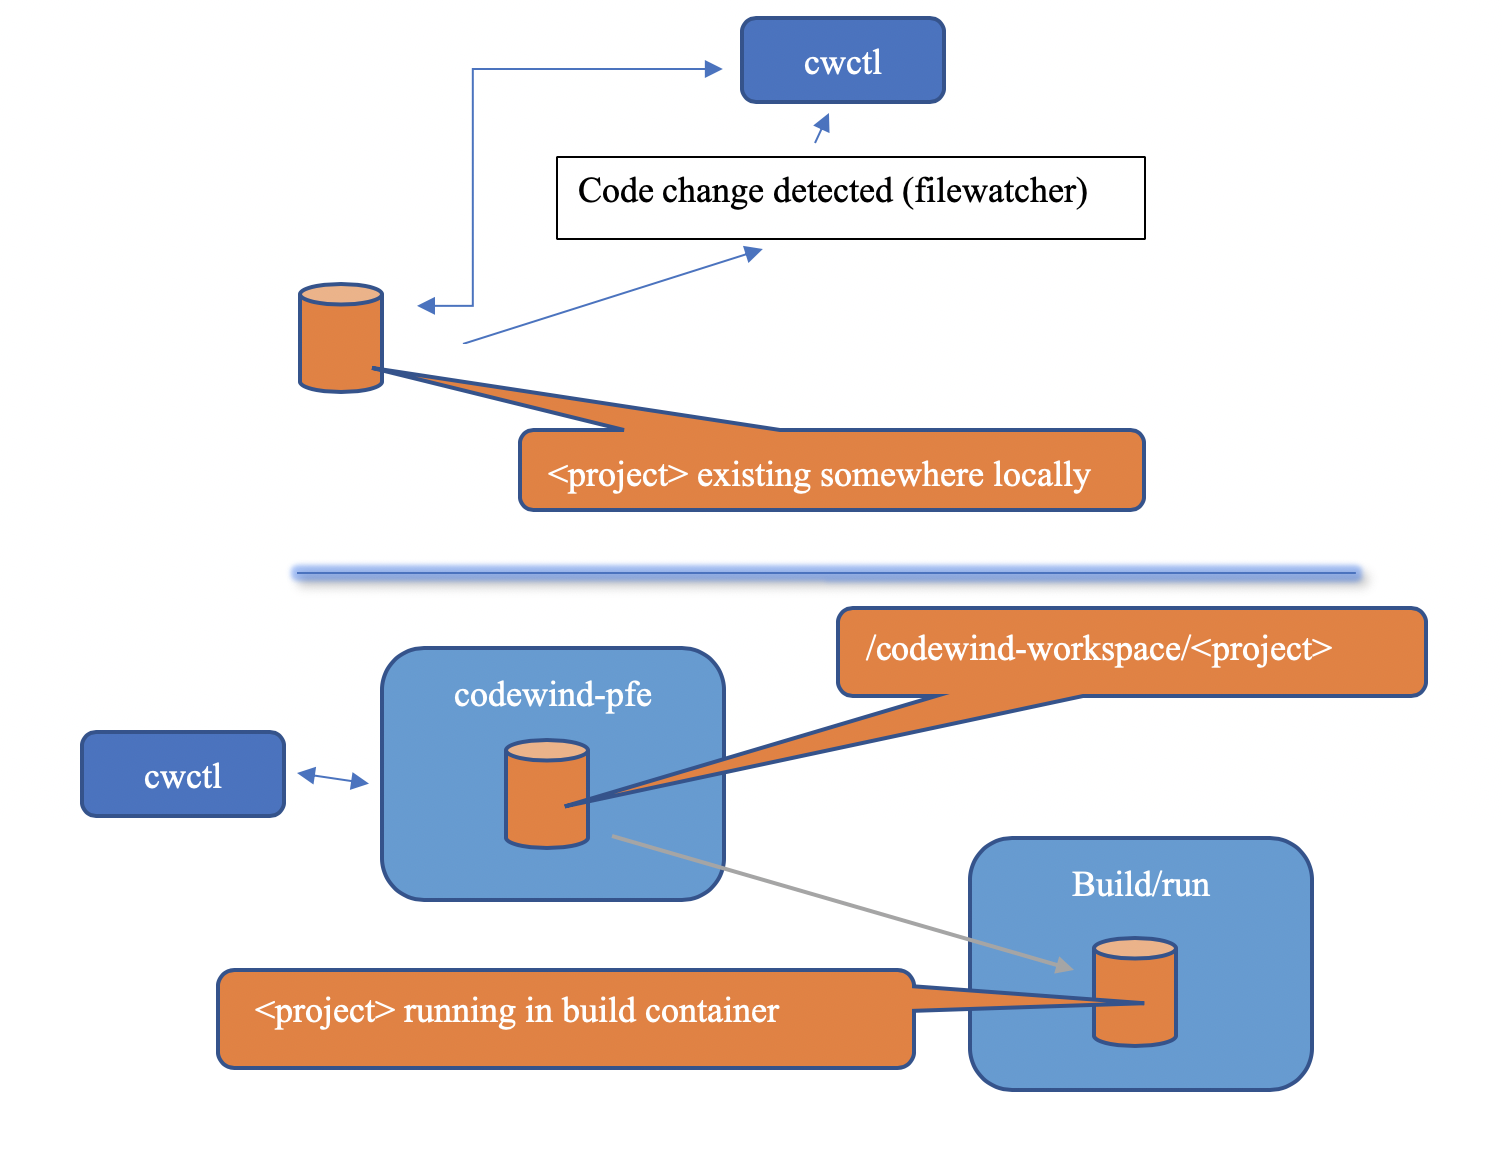 cwctl
Code change detected (filewatcher)
<project> existing somewhere locally
/codewind-workspace/<project>
codewind-pfe
cwctl
Build/run
<project> running in build container